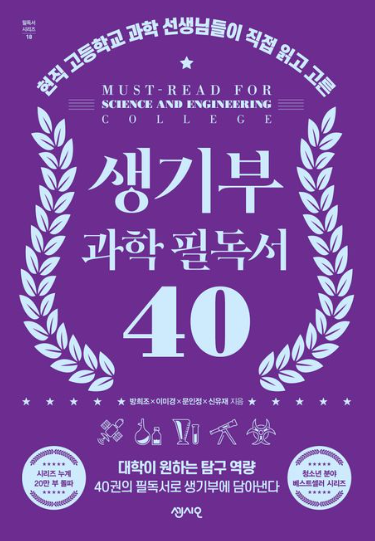 필독서
시리즈
19
현직 고등학교 과학 선생님들이 직접 읽고 고른
MUST-READ FOR
SCIENCE AND ENGINEERING
COLLEGE
생기부
과학 필독서
40
방희조×이미경×문인정×신유재 지음
대학이 원하는 탐구 역량
40권의 필독서로 생기부에 담아낸다
시리즈 누계
20만 부 돌파
청소년 분야
베스트셀러 시리즈
센시오